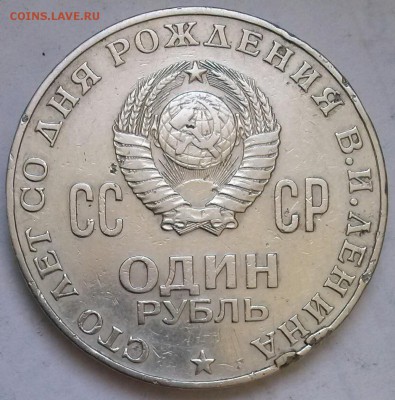 COINS.LAVE.RU
СТО ЛЕТ СО ДНЯ РОЖДЕНИЯ В.И.ЛЕНИНА
СС СР
ОДИН
РУБЛЬ